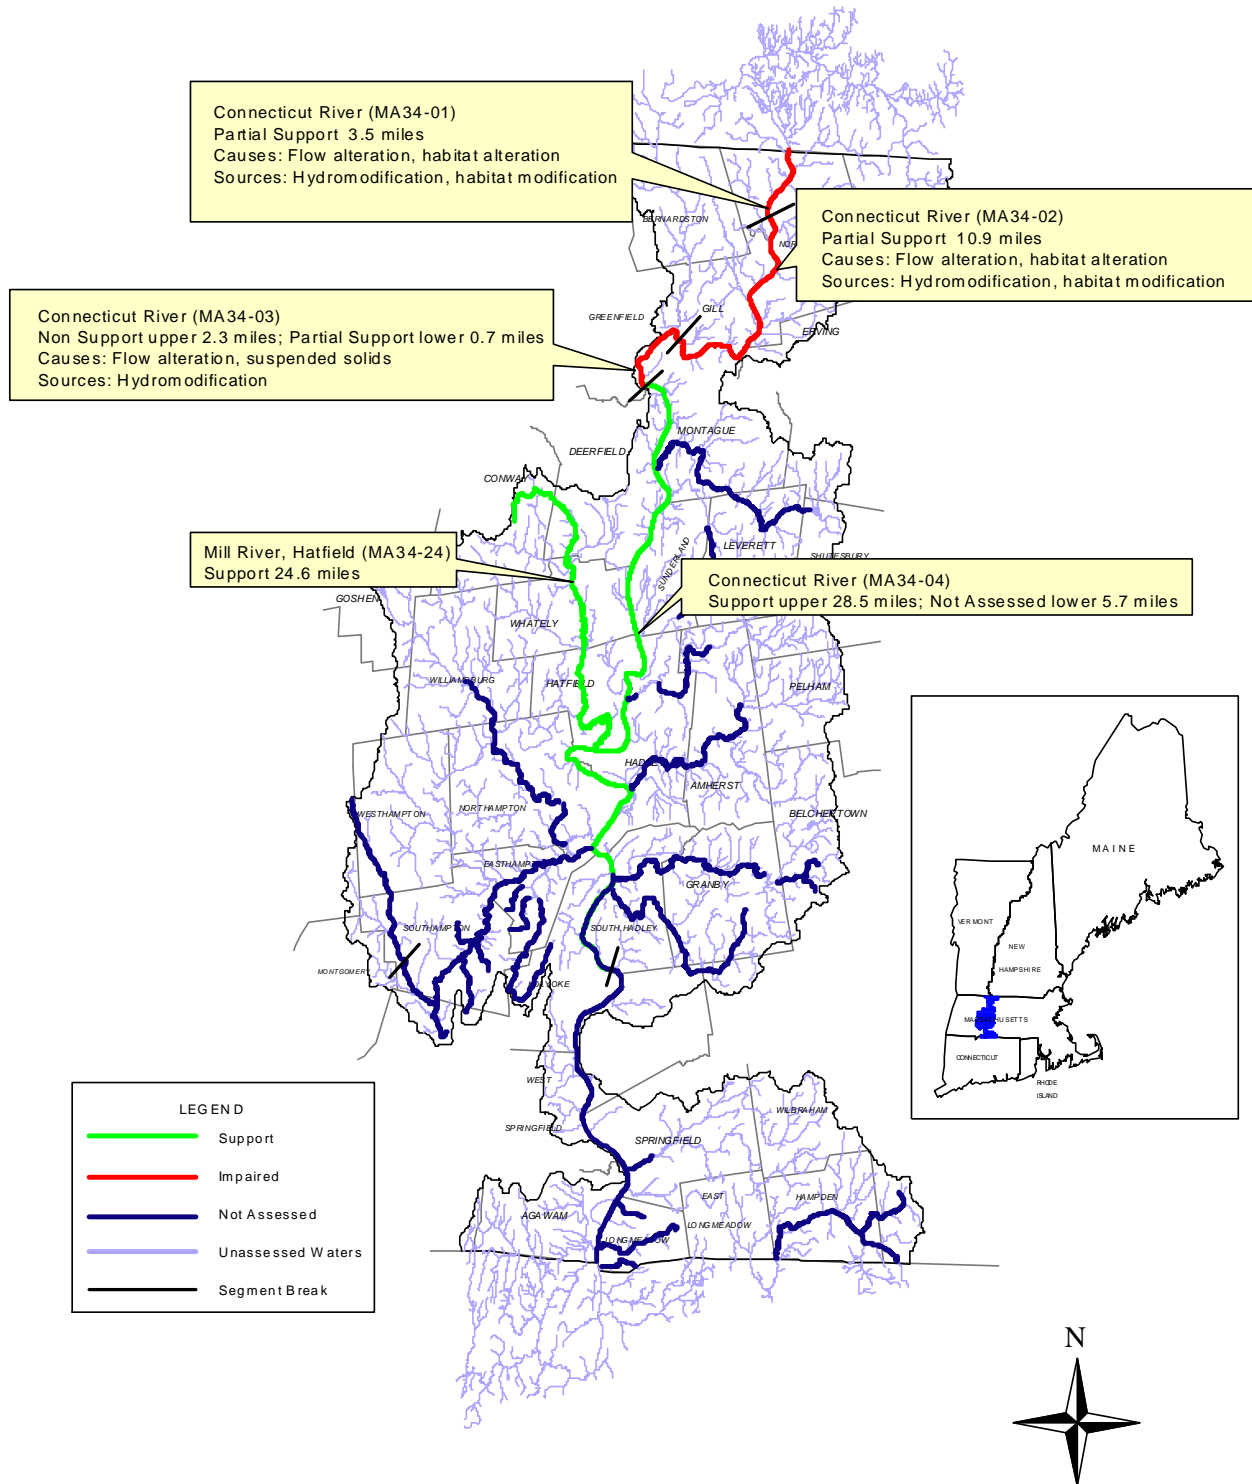 Connecticut River (MA34-01)
Partial Support 3.5 miles
Causes: Flow alteration, habitat alteration
Sources: Hydromodification, habitat modification
Connecticut River (MA34-02)
Partial Support 10.9 miles
Causes: Flow alteration, habitat alteration
Sources: Hydromodification, habitat modification
Connecticut River (MA34-03)
Non Support upper 2.3 miles; Partial Support lower 0.7 miles
Causes: Flow alteration, suspended solids
Sources: Hydromodification
BERNARDSTON
NOR
GILL
GREENFIELD
ERVING
MONTAGUE
DEERFIELD
CONWAY
Mill River, Hatfield (MA34-24)
Support 24.6 miles
SUNDERLAND
LEVERETT
SHUTESBURY
Connecticut River (MA34-04)
Support upper 28.5 miles; Not Assessed lower 5.7 miles
GOSHEN
WHATELY
WILLIAMSBURG
HATFIELD
PELHAM
HADLEY
AMHERST
WESTHAMPTON
NORTHAMPTON
BELCHERTOWN
EASTHAMPTON
GRANBY
SOUTHAMPTON
SOUTH HADLEY
MONTGOMERY
HOLYOKE
WEST
SPRINGFIELD
SPRINGFIELD
WILBRAHAM
AGAWAM
EAST
LONGMEADOW
HAMPDEN
LONGMEADOW
MAINE
VERMONT
NEW
HAMPSHIRE
MASSACHUSETTS
CONNECTICUT
RHODE
ISLAND
LEGEND
Support
Impaired
Not Assessed
Unassessed Waters
Segment Break
N